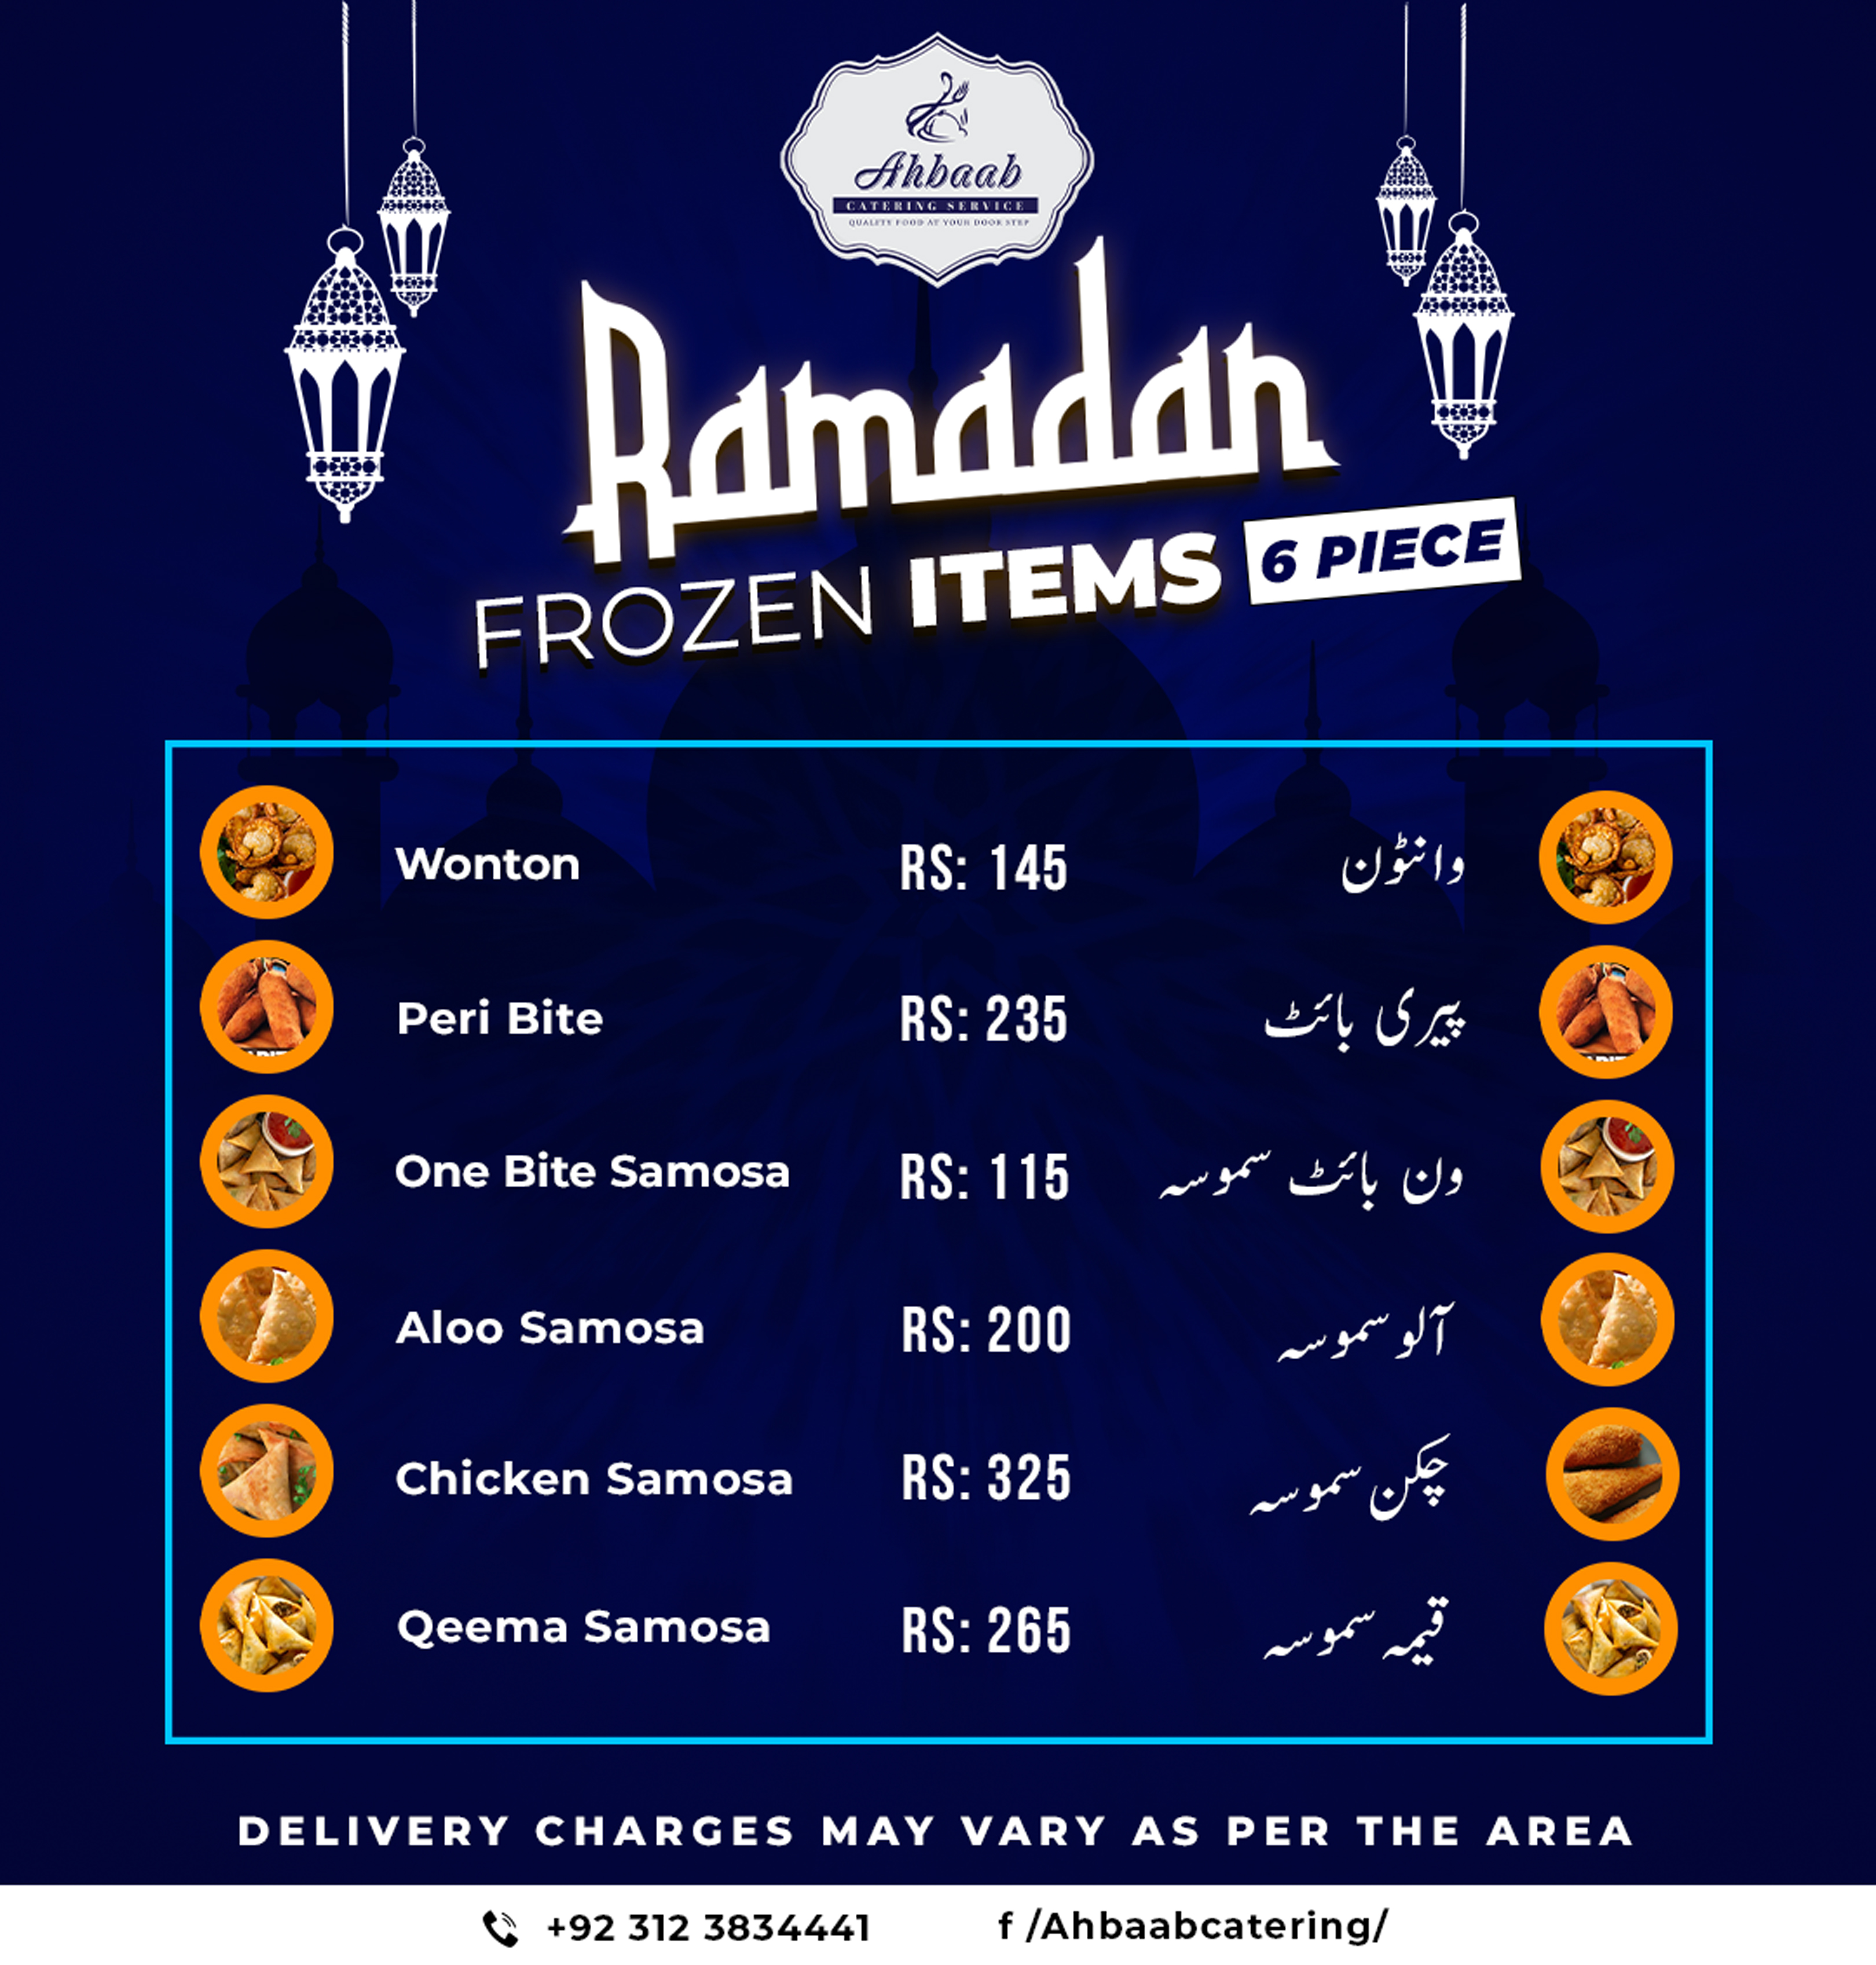 Ahbaab
CATERING SERVICE
QUALITY FOOD AT YOUR DOOR STEP
Ramadan
FROZEN ITEMS 6 PIECE
Wonton RS: 145 وانٹون
Peri Bite RS: 235 پیری بائٹ
One Bite Samosa RS: 115 ون بائٹ سموسہ
Aloo Samosa RS: 200 آلو سموسہ
Chicken Samosa RS: 325 چکن سموسہ
Qeema Samosa RS: 265 قیمہ سموسہ
DELIVERY CHARGES MAY VARY AS PER THE AREA
+92 312 3834441 f /Ahbaabcatering/